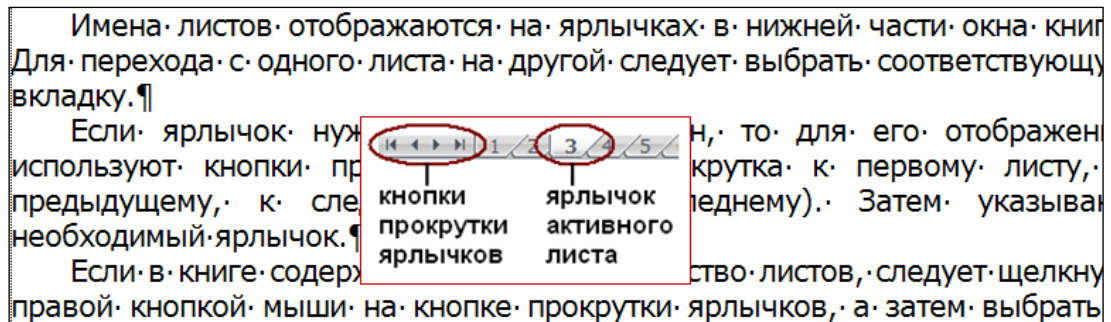 Имена листов отображаются на ярлычках в нижней части окна книг
Для перехода с одного листа на другой следует выбрать соответствующу
вкладку.¶
Если ярлычок нуж н, то для его отображени
используют кнопки пр крутка к первому листу,
предыдущему, к сле леднему). Затем указываю
необходимый ярлычок.¶
Если в книге содерж ство листов, следует щелкну
правой кнопкой мыши на кнопке прокрутки ярлычков, а затем выбрать
1 2 3 4 5
кнопки прокрутки ярлычков
ярлычок активного листа